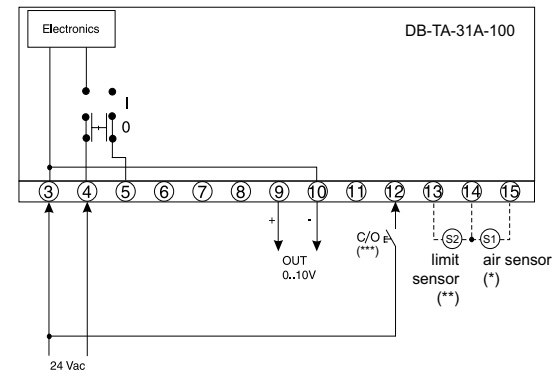 Electronics
DB-TA-31A-100
I
0
3 4 5 6 7 8 9 10 11 12 13 14 15
+ -
C/O
(***)
OUT
0..10V
S2 S1
limit
sensor
(**)
air sensor
(*)
24 Vac